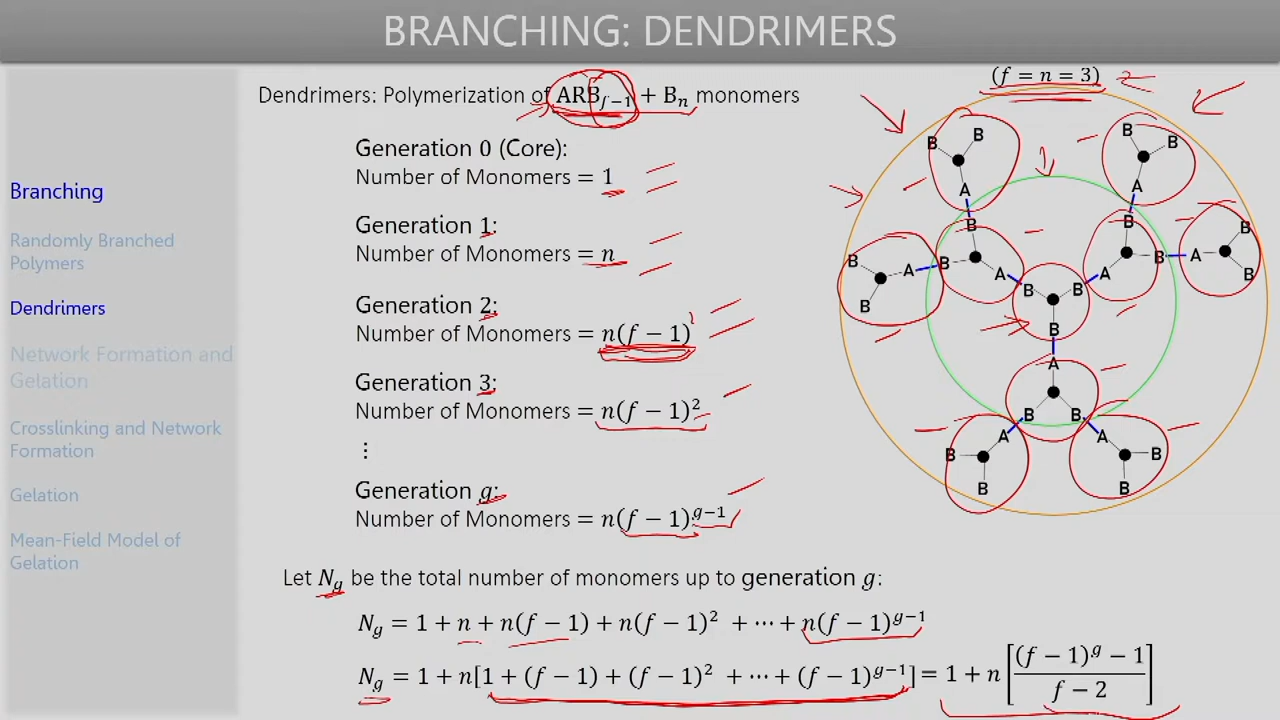 BRANCHING: DENDRIMERS
Branching
Randomly Branched
Polymers
Dendrimers
Network Formation and
Gelation
Crosslinking and Network
Formation
Gelation
Mean-Field Model of
Gelation
Dendrimers: Polymerization of ARB_{f−1} + B_n monomers
Generation 0 (Core):
Number of Monomers = 1
Generation 1:
Number of Monomers = n
Generation 2:
Number of Monomers = n(f − 1)
Generation 3:
Number of Monomers = n(f − 1)²
⋮
Generation g:
Number of Monomers = n(f − 1)^{g−1}
Let N_g be the total number of monomers up to generation g:
N_g = 1 + n + n(f − 1) + n(f − 1)² + ⋯ + n(f − 1)^{g−1}
N_g = 1 + n[1 + (f − 1) + (f − 1)² + ⋯ + (f − 1)^{g−1}] = 1 + n[((f − 1)^g − 1)/(f − 2)]
(f = n = 3)
B B B B
A A
B B B
B A B A A B B A B
B B B B
B
A
B B
A A
B B
B B